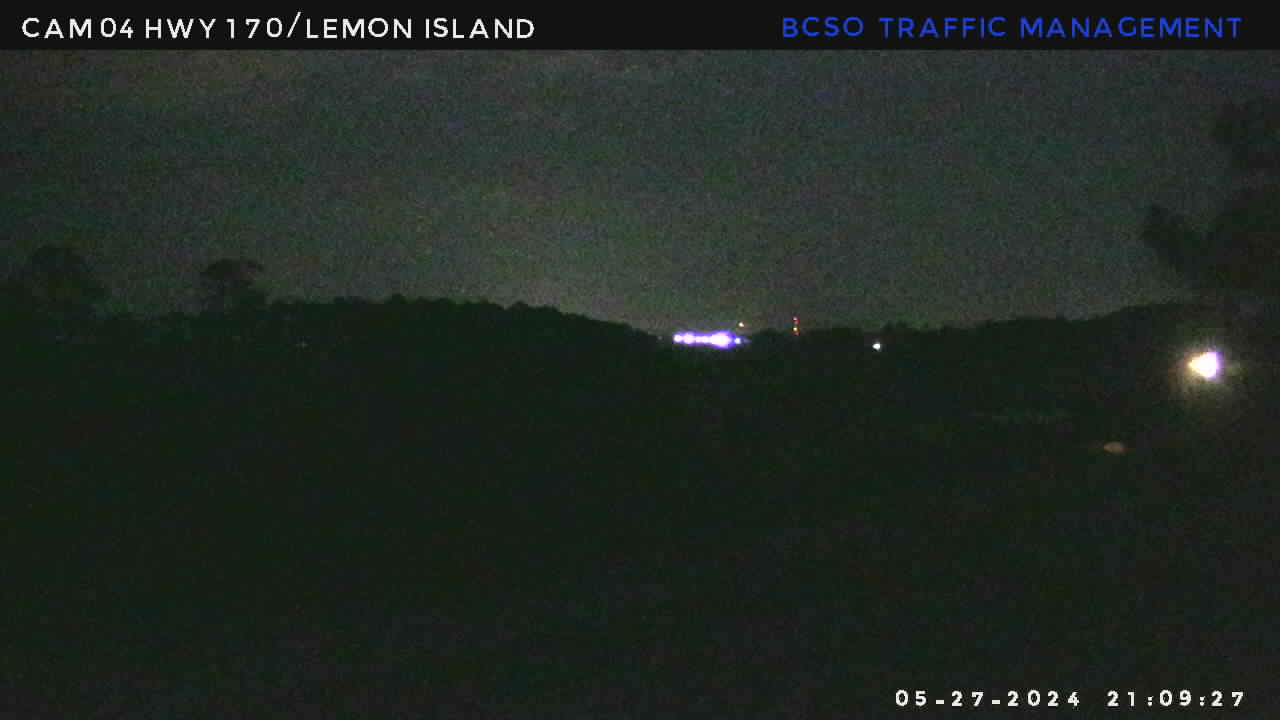 CAM04 HWY 170/LEMON ISLAND
BCSO TRAFFIC MANAGEMENT
05-27-2024 21:09:27